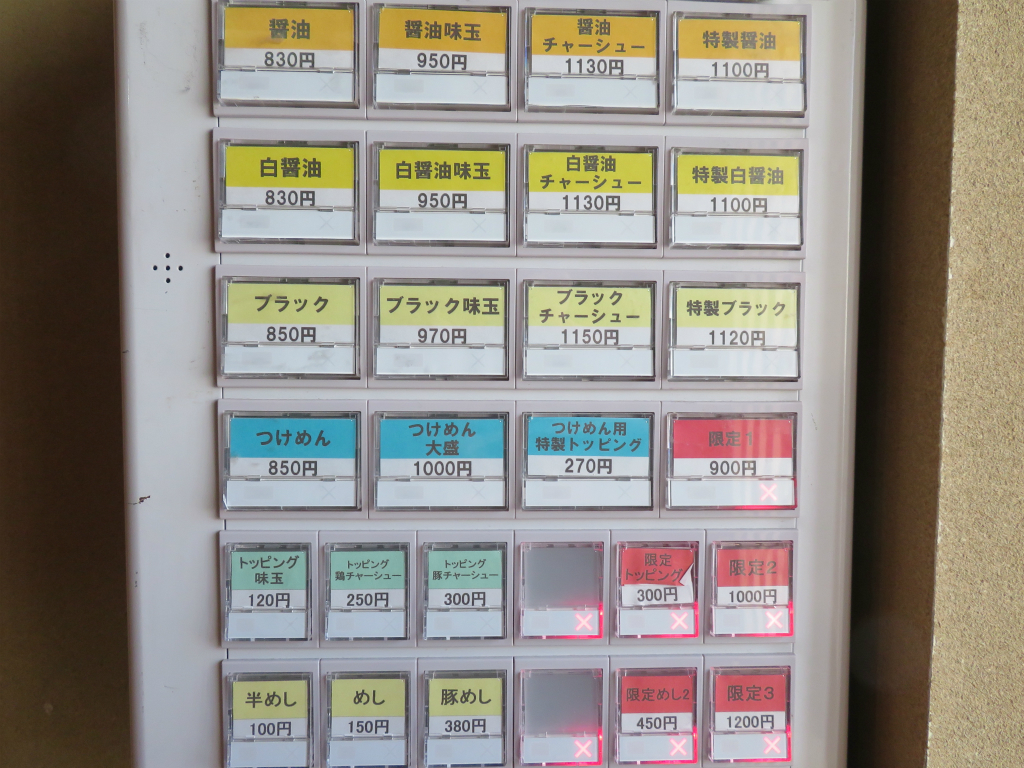 醤油
830円
醤油味玉
950円
醤油
チャーシュー
1130円
特製醤油
1100円
白醤油
830円
白醤油味玉
950円
白醤油
チャーシュー
1130円
特製白醤油
1100円
ブラック
850円
ブラック味玉
970円
ブラック
チャーシュー
1150円
特製ブラック
1120円
つけめん
850円
つけめん
大盛
1000円
つけめん用
特製トッピング
270円
限定1
900円
トッピング
味玉
120円
トッピング
鶏チャーシュー
250円
トッピング
豚チャーシュー
300円
限定
トッピング
300円
限定2
1000円
半めし
100円
めし
150円
豚めし
380円
限定めし2
450円
限定3
1200円